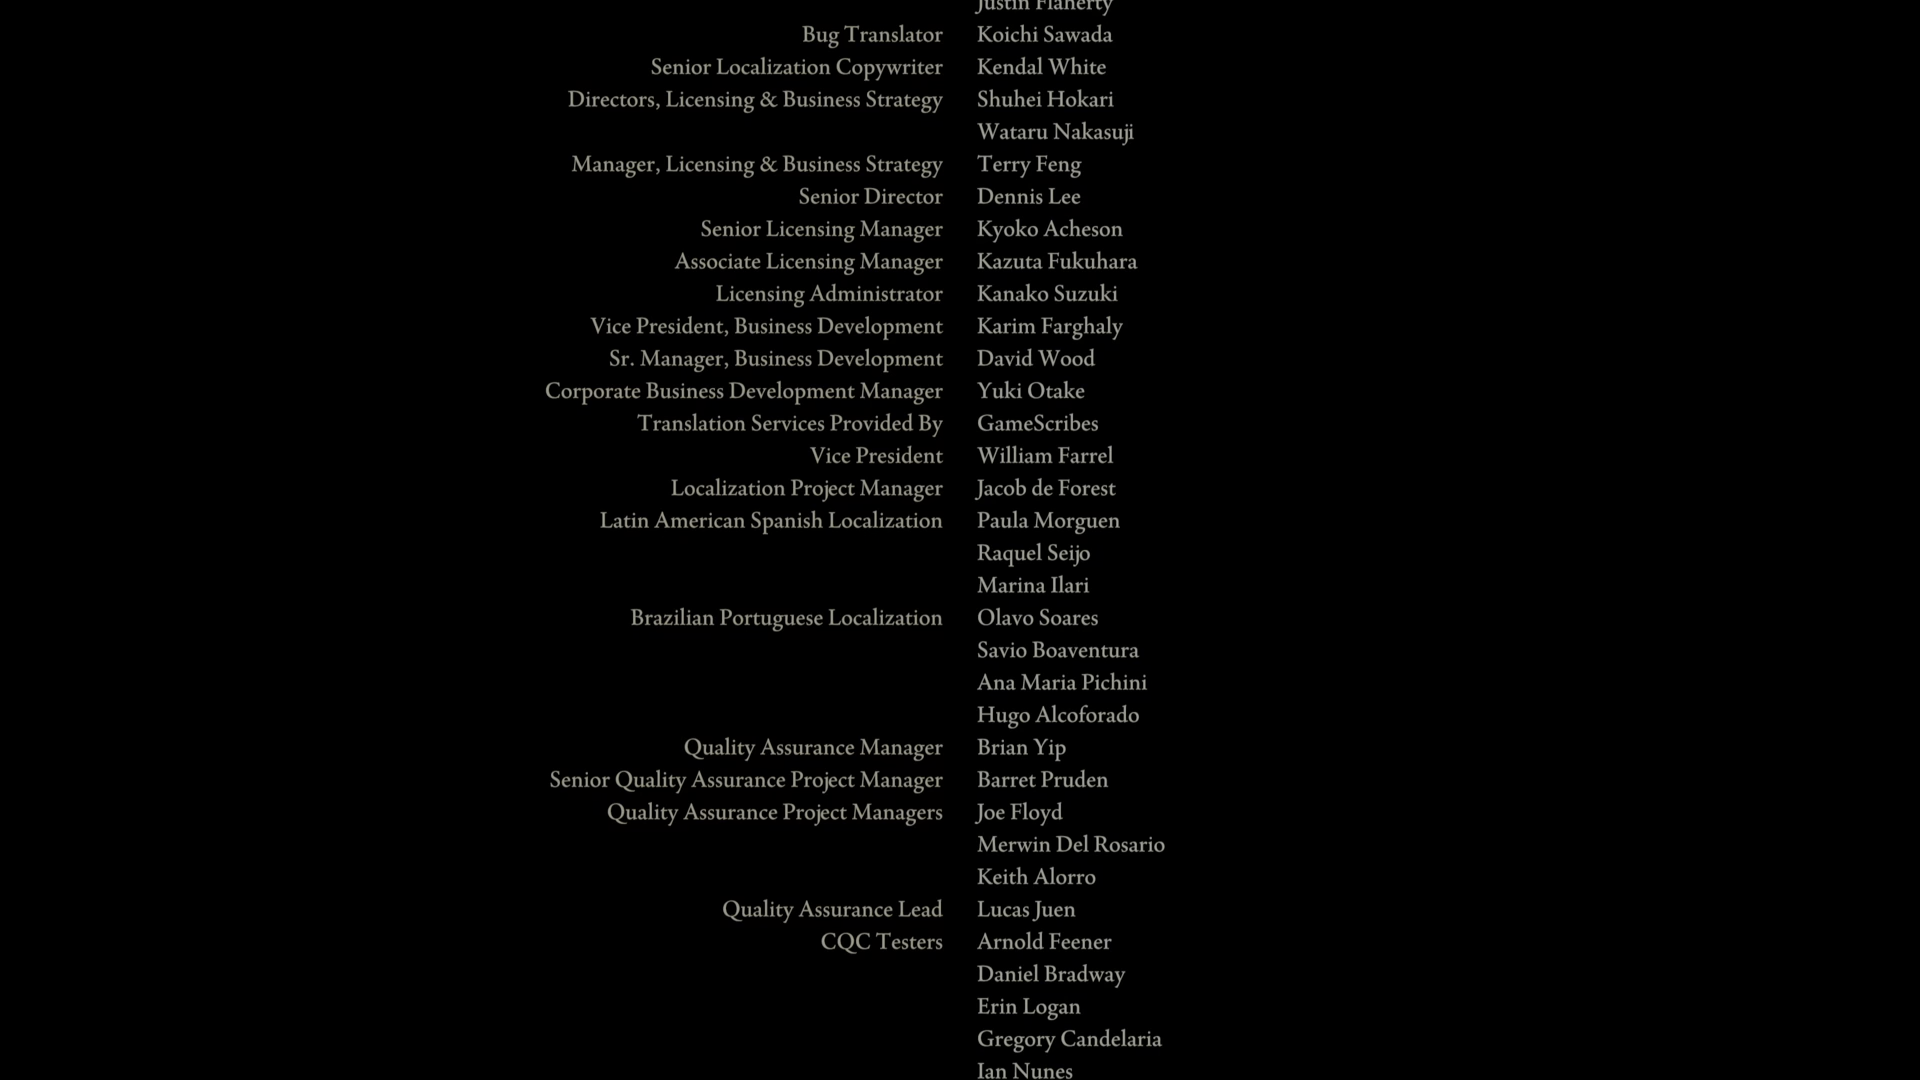 Justin Flaherty
Bug Translator Koichi Sawada
Senior Localization Copywriter Kendal White
Directors, Licensing & Business Strategy Shuhei Hokari
Wataru Nakasuji
Manager, Licensing & Business Strategy Terry Feng
Senior Director Dennis Lee
Senior Licensing Manager Kyoko Acheson
Associate Licensing Manager Kazuta Fukuhara
Licensing Administrator Kanako Suzuki
Vice President, Business Development Karim Farghaly
Sr. Manager, Business Development David Wood
Corporate Business Development Manager Yuki Otake
Translation Services Provided By GameScribes
Vice President William Farrel
Localization Project Manager Jacob de Forest
Latin American Spanish Localization Paula Morguen
Raquel Seijo
Marina Ilari
Brazilian Portuguese Localization Olavo Soares
Savio Boaventura
Ana Maria Pichini
Hugo Alcoforado
Quality Assurance Manager Brian Yip
Senior Quality Assurance Project Manager Barret Pruden
Quality Assurance Project Managers Joe Floyd
Merwin Del Rosario
Keith Alorro
Quality Assurance Lead Lucas Juen
CQC Testers Arnold Feener
Daniel Bradway
Erin Logan
Gregory Candelaria
Ian Nunes